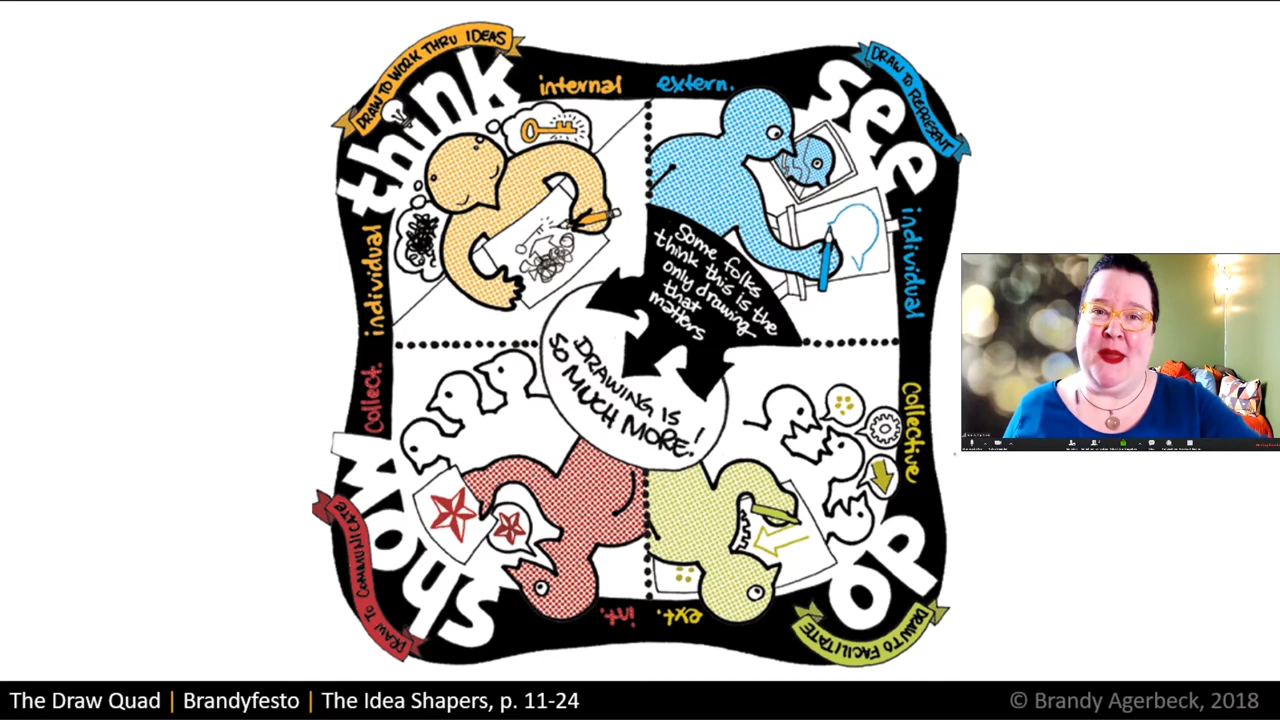 DRAW TO WORK THRU IDEAS
think
internal
extern.
see
DRAW TO REPRESENT
individual
individual
Some folks
think this is the
only drawing
that
matters
DRAWING IS
SO MUCH MORE!
collect.
collective
show
DRAW TO COMMUNICATE
int.
ext.
do
DRAW TO FACILITATE
The Draw Quad | Brandyfesto | The Idea Shapers, p. 11-24
© Brandy Agerbeck, 2018